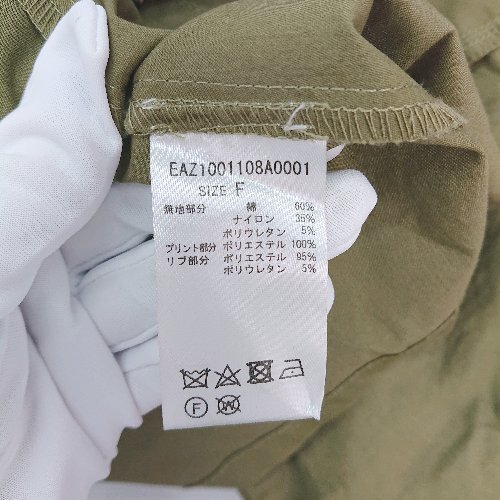 EAZ1001108A0001
SIZE F
無地部分 綿 60%
ナイロン 35%
ポリウレタン 5%
プリント部分 ポリエステル 100%
リブ部分 ポリエステル 95%
ポリウレタン 5%
F W